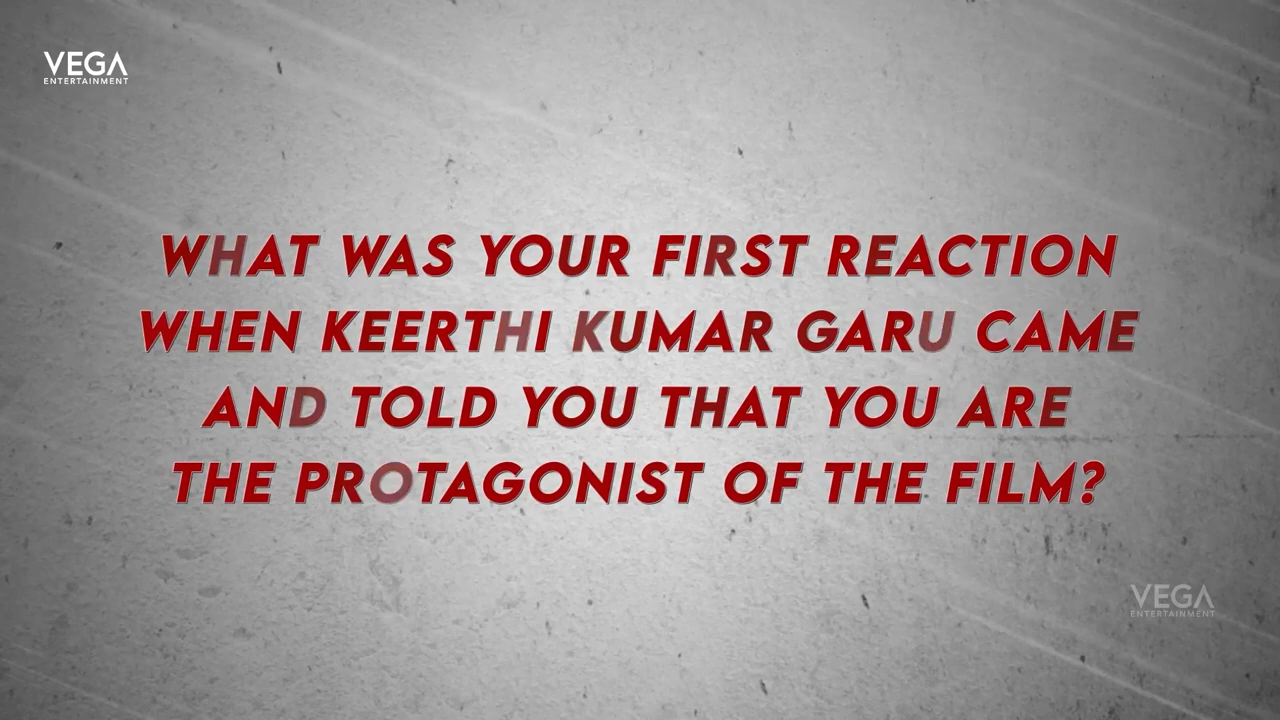 VEGA
ENTERTAINMENT
WHAT WAS YOUR FIRST REACTION
WHEN KEERTHI KUMAR GARU CAME
AND TOLD YOU THAT YOU ARE
THE PROTAGONIST OF THE FILM?
VEGA
ENTERTAINMENT